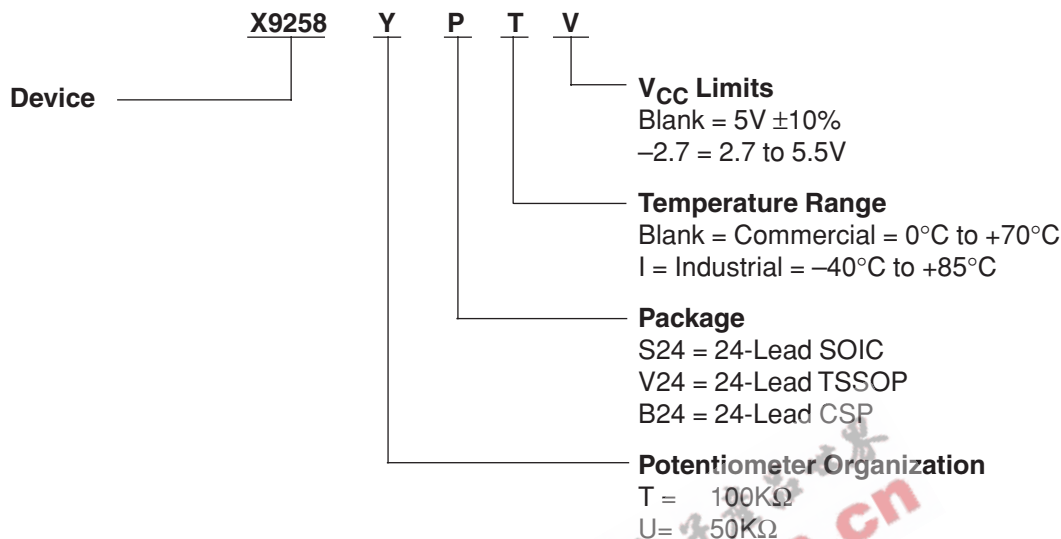 X9258 Y P T V
Device
VCC Limits
Blank = 5V ±10%
–2.7 = 2.7 to 5.5V
Temperature Range
Blank = Commercial = 0°C to +70°C
I = Industrial = –40°C to +85°C
Package
S24 = 24-Lead SOIC
V24 = 24-Lead TSSOP
B24 = 24-Lead CSP
Potentiometer Organization
T = 100KΩ
U= 50KΩ
cn